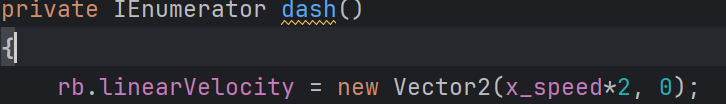 private IEnumerator dash()
{
rb.linearVelocity = new Vector2(x_speed*2, 0);